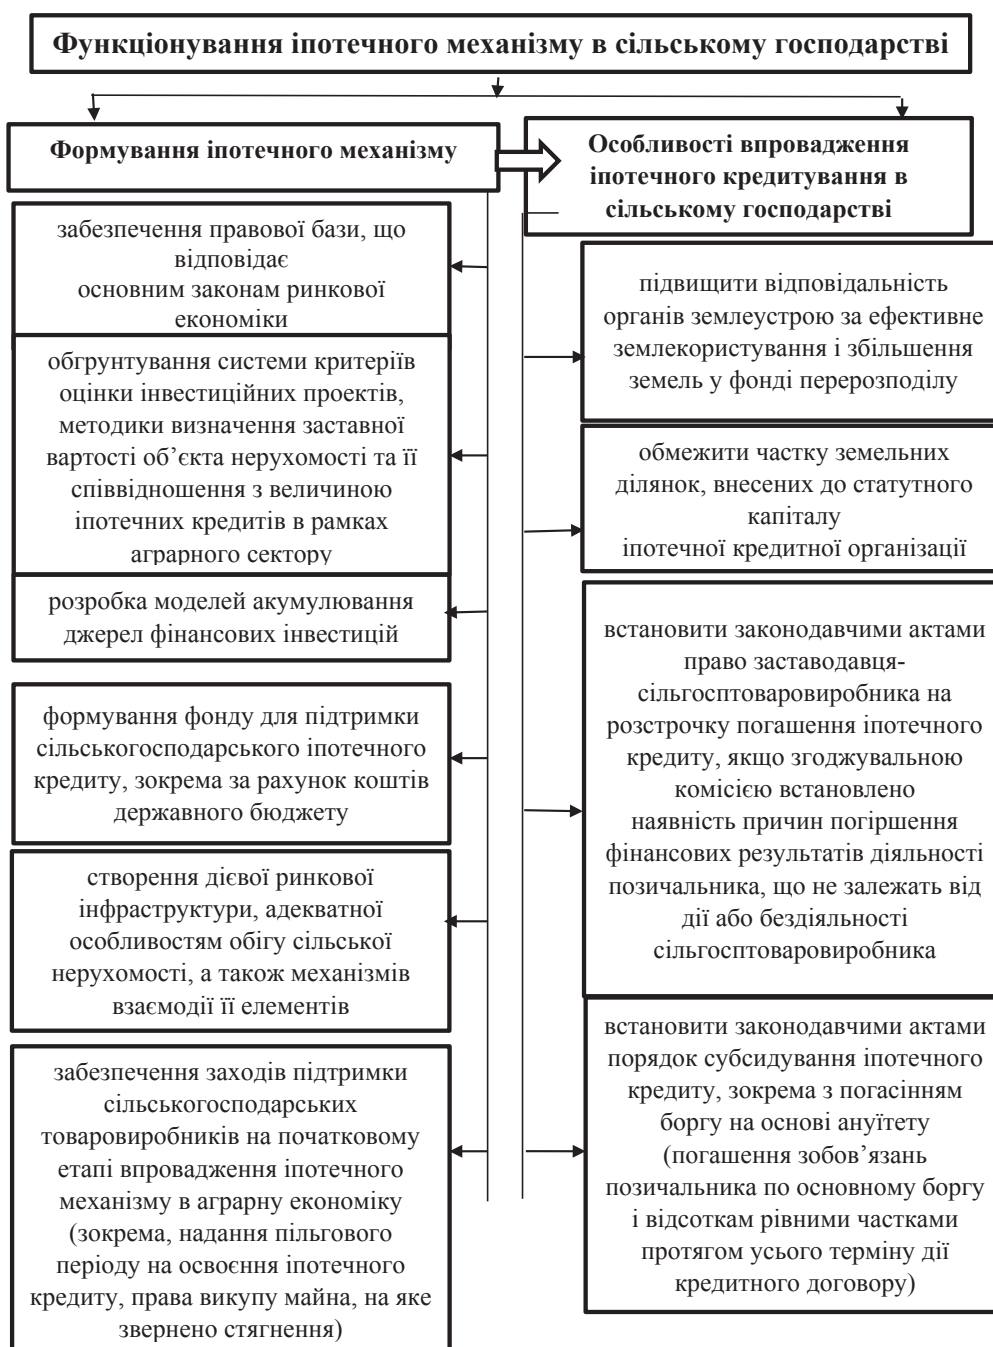 Функціонування іпотечного механізму в сільському господарстві
Формування іпотечного механізму
Особливості впровадження
іпотечного кредитування в
сільському господарстві
забезпечення правової бази, що
відповідає
основним законам ринкової
економіки
обгрунтування системи критеріїв
оцінки інвестиційних проектів,
методики визначення заставної
вартості об’єкта нерухомості та її
співвідношення з величиною
іпотечних кредитів в рамках
аграрного сектору
розробка моделей акумулювання
джерел фінансових інвестицій
формування фонду для підтримки
сільськогосподарського іпотечного
кредиту, зокрема за рахунок коштів
державного бюджету
створення дієвої ринкової
інфраструктури, адекватної
особливостям обігу сільської
нерухомості, а також механізмів
взаємодії її елементів
забезпечення заходів підтримки
сільськогосподарських
товаровиробників на початковому
етапі впровадження іпотечного
механізму в аграрну економіку
(зокрема, надання пільгового
періоду на освоєння іпотечного
кредиту, права викупу майна, на яке
звернено стягнення)
підвищити відповідальність
органів землеустрою за ефективне
землекористування і збільшення
земель у фонді перерозподілу
обмежити частку земельних
ділянок, внесених до статутного
капіталу
іпотечної кредитної організації
встановити законодавчими актами
право заставодавця-
сільгосптоваровиробника на
розстрочку погашення іпотечного
кредиту, якщо згоджувальною
комісією встановлено
наявність причин погіршення
фінансових результатів діяльності
позичальника, що не залежать від
дії або бездіяльності
сільгосптоваровиробника
встановити законодавчими актами
порядок субсидування іпотечного
кредиту, зокрема з погасінням
боргу на основі ануїтету
(погашення зобов’язань
позичальника по основному боргу
і відсоткам рівними частками
протягом усього терміну дії
кредитного договору)